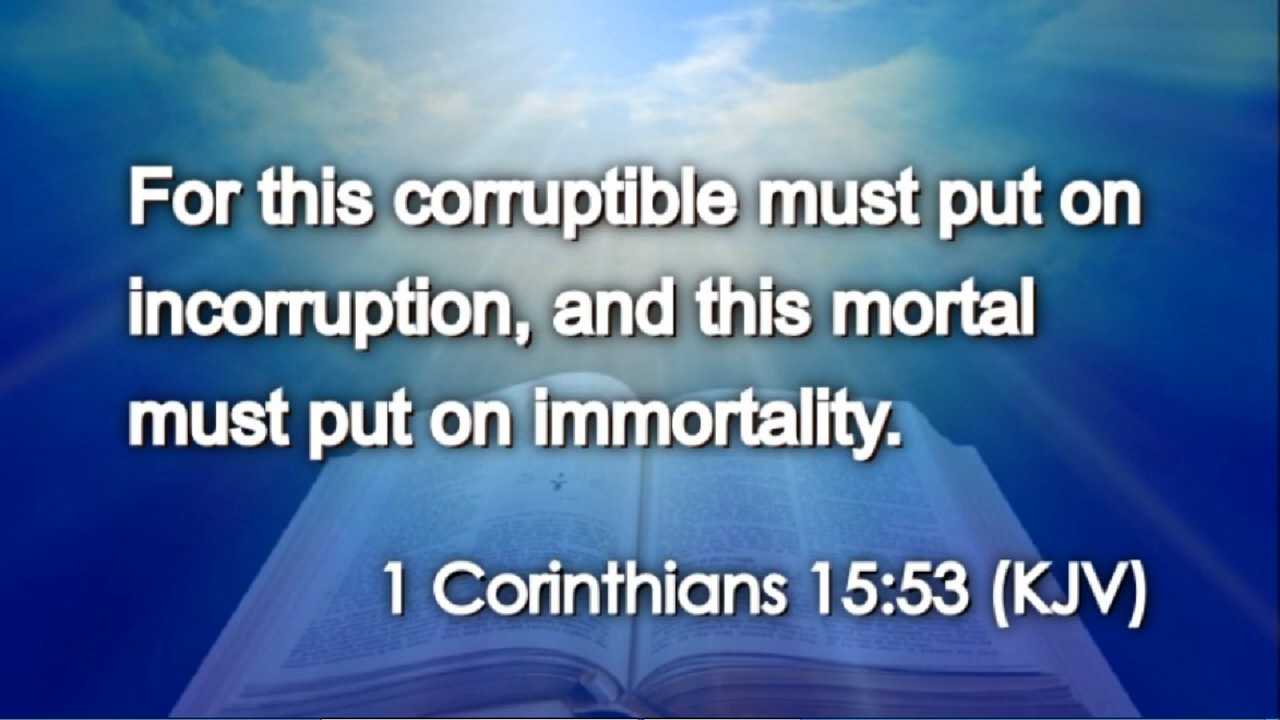 For this corruptible must put on
incorruption, and this mortal
must put on immortality.
1 Corinthians 15:53 (KJV)